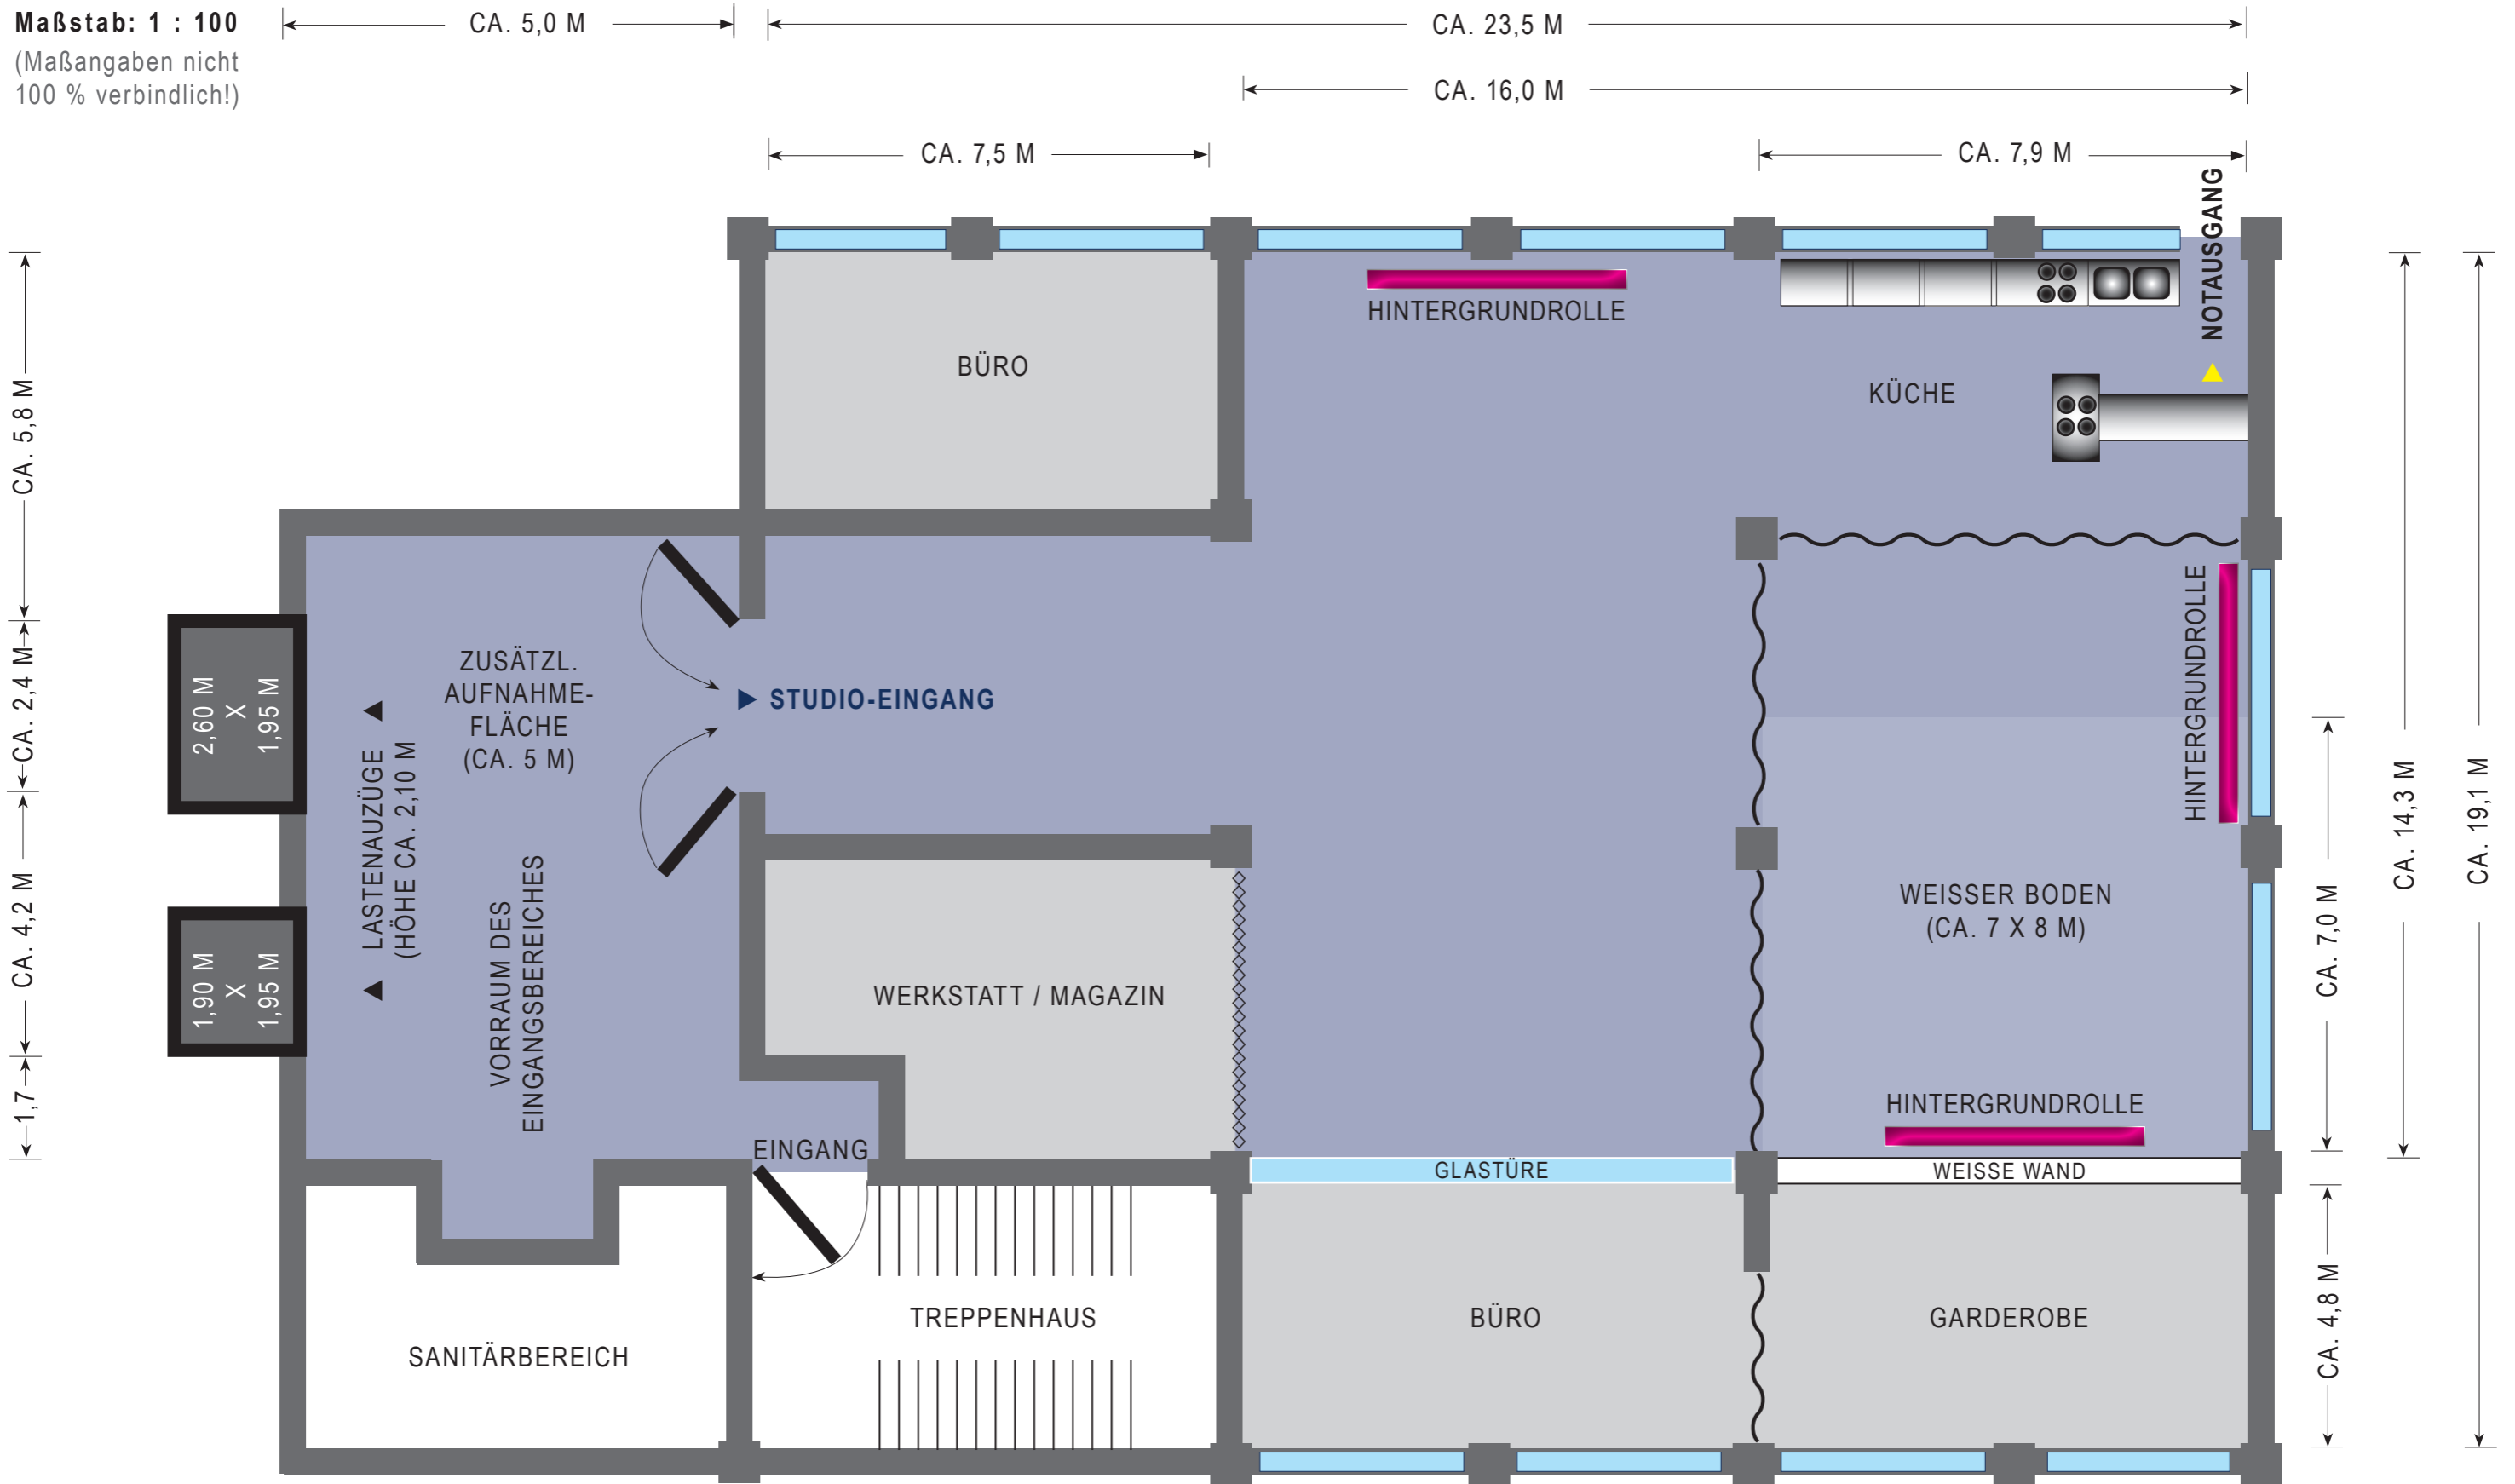 Maßstab: 1 : 100
(Maßangaben nicht
100 % verbindlich!)
CA. 5,0 M
CA. 23,5 M
CA. 16,0 M
CA. 7,5 M
CA. 7,9 M
NOTAUSGANG
HINTERGRUNDROLLE
BÜRO
KÜCHE
CA. 5,8 M
CA. 2,4 M
CA. 4,2 M
1,7
2,60 M
X
1,95 M
1,90 M
X
1,95 M
LASTENAUZÜGE
(HÖHE CA. 2,10 M
ZUSÄTZL.
AUFNAHME-
FLÄCHE
(CA. 5 M)
STUDIO-EINGANG
VORRAUM DES
EINGANGSBEREICHES
HINTERGRUNDROLLE
WERKSTATT / MAGAZIN
WEISSER BODEN
(CA. 7 X 8 M)
HINTERGRUNDROLLE
EINGANG
GLASTÜRE
WEISSE WAND
SANITÄRBEREICH
TREPPENHAUS
BÜRO
GARDEROBE
CA. 7,0 M
CA. 4,8 M
CA. 14,3 M
CA. 19,1 M